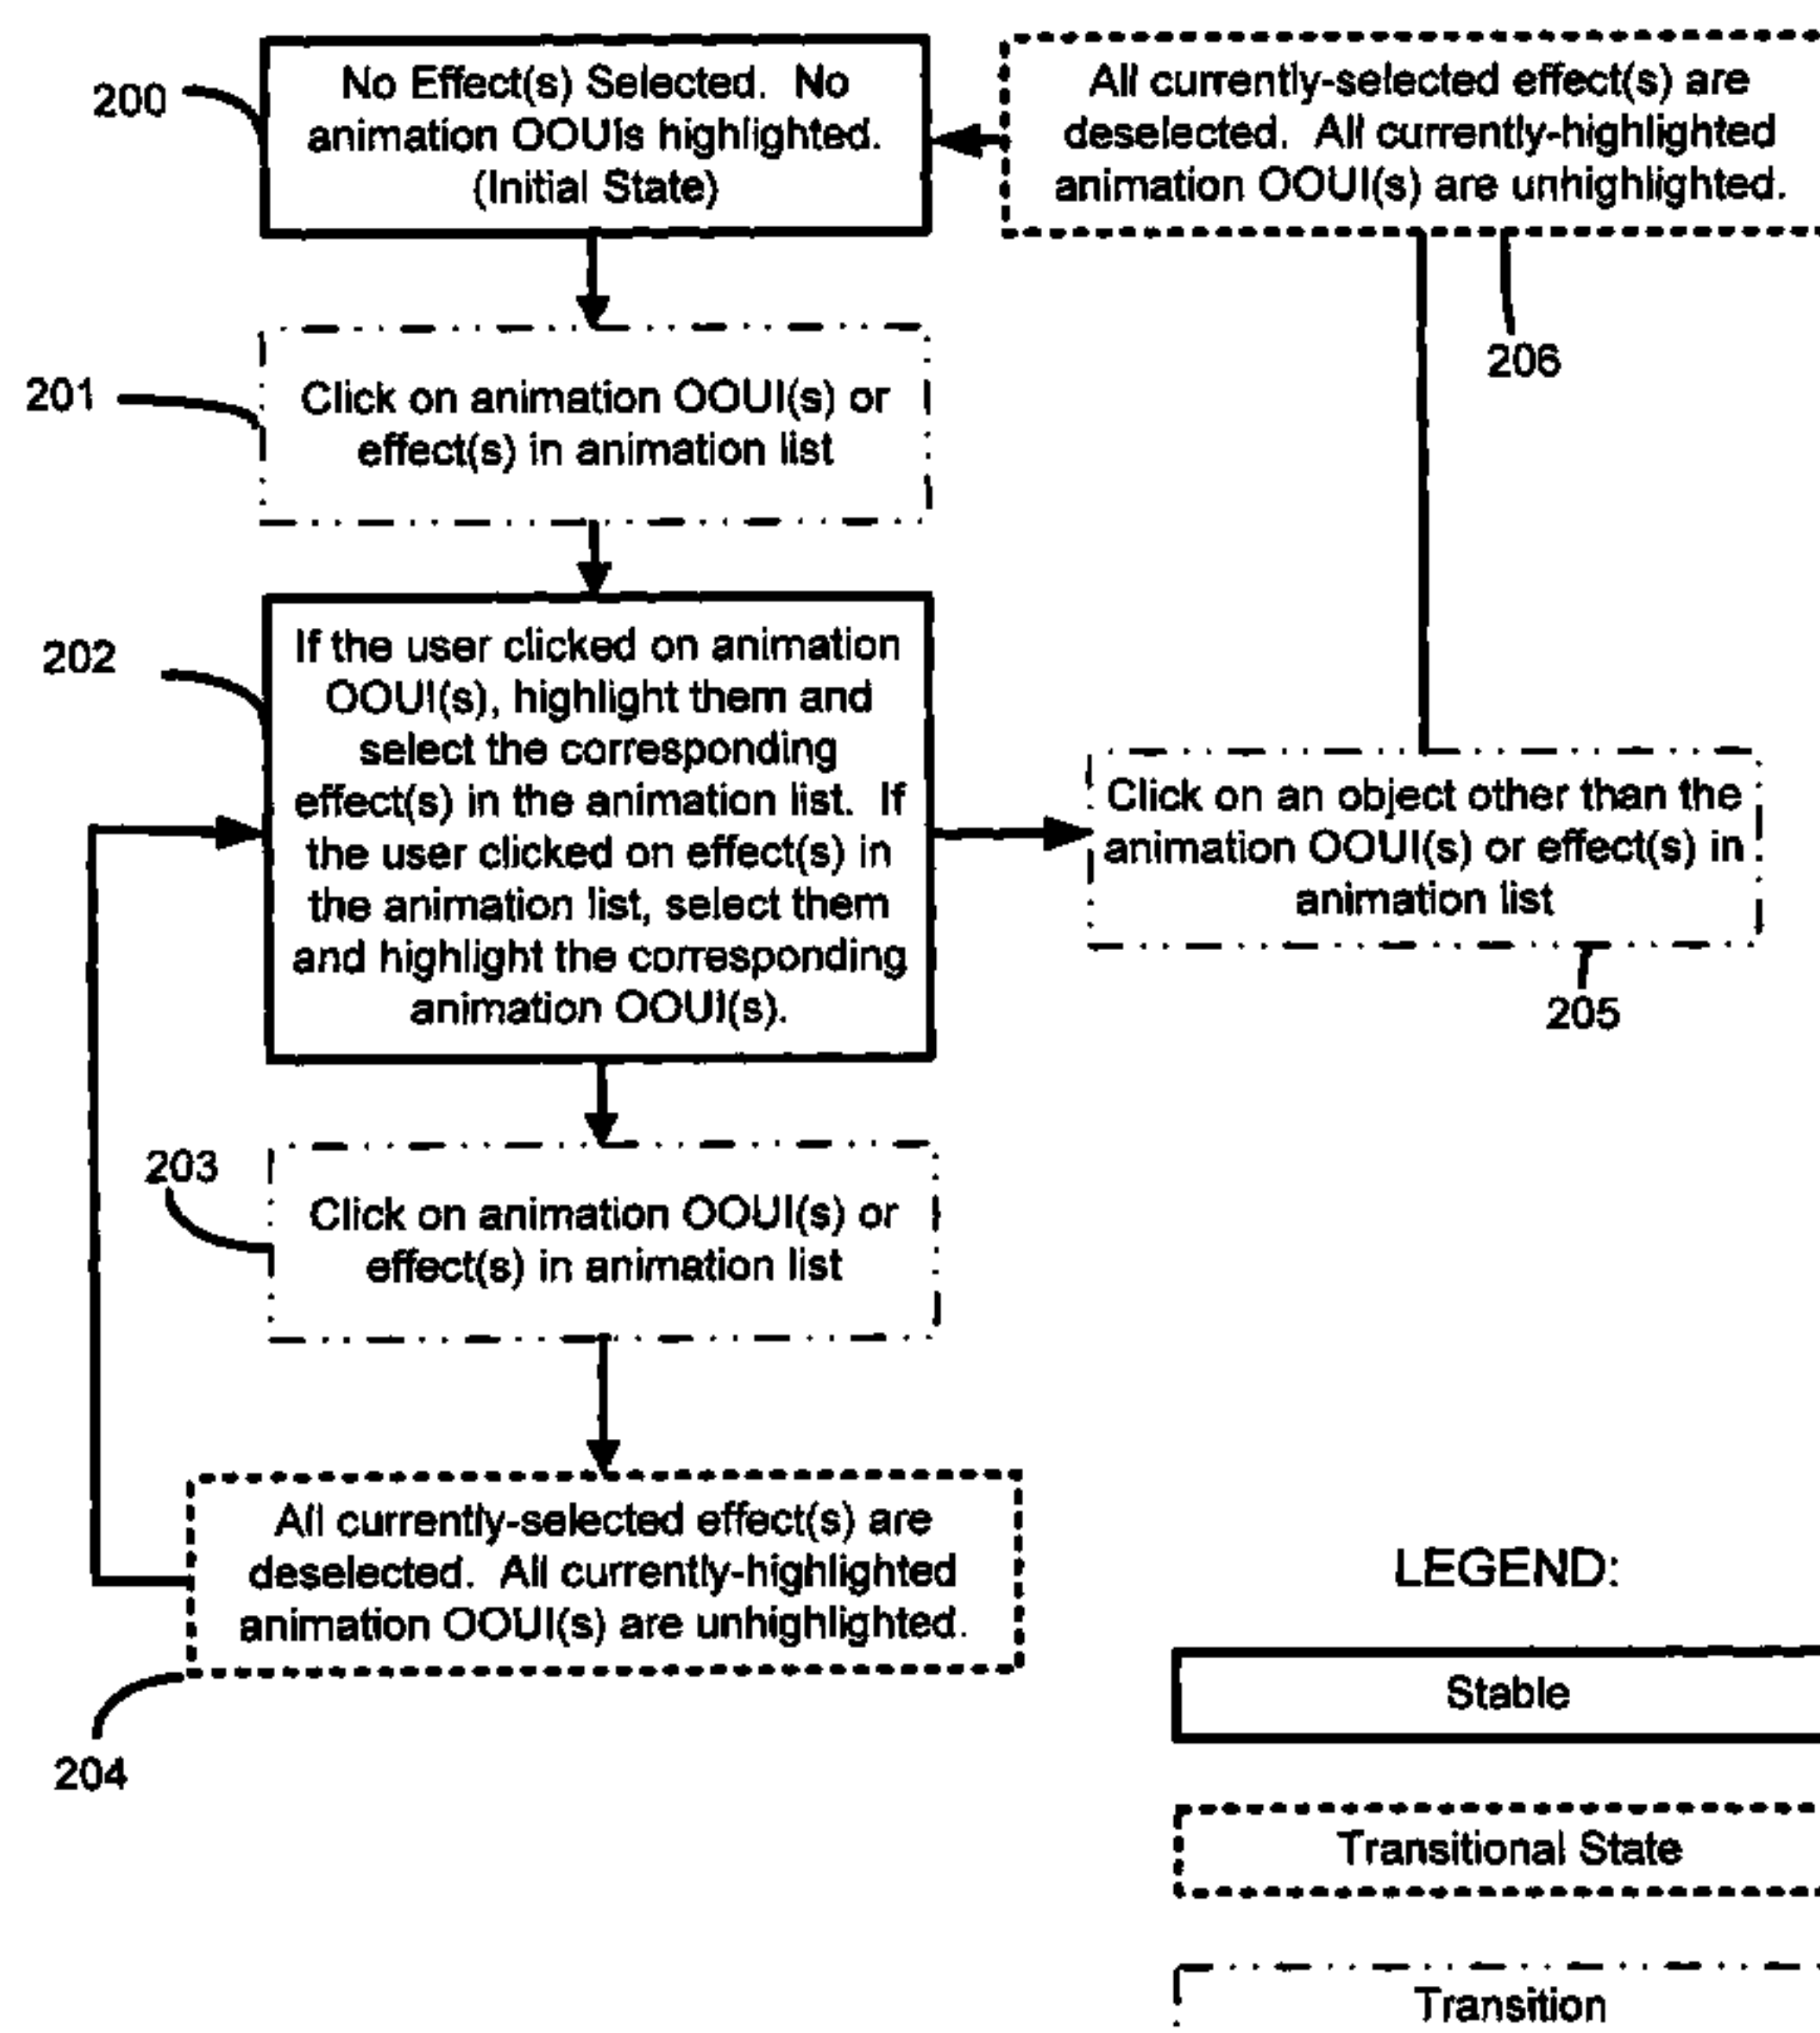 200
No Effect(s) Selected. No
animation OOUIs highlighted.
(Initial State)
All currently-selected effect(s) are
deselected. All currently-highlighted
animation OOUI(s) are unhighlighted.
206
201
Click on animation OOUI(s) or
effect(s) in animation list
202
If the user clicked on animation
OOUI(s), highlight them and
select the corresponding
effect(s) in the animation list. If
the user clicked on effect(s) in
the animation list, select them
and highlight the corresponding
animation OOUI(s).
Click on an object other than the
animation OOUI(s) or effect(s) in
animation list
205
203
Click on animation OOUI(s) or
effect(s) in animation list
All currently-selected effect(s) are
deselected. All currently-highlighted
animation OOUI(s) are unhighlighted.
204
LEGEND:
Stable
Transitional State
Transition